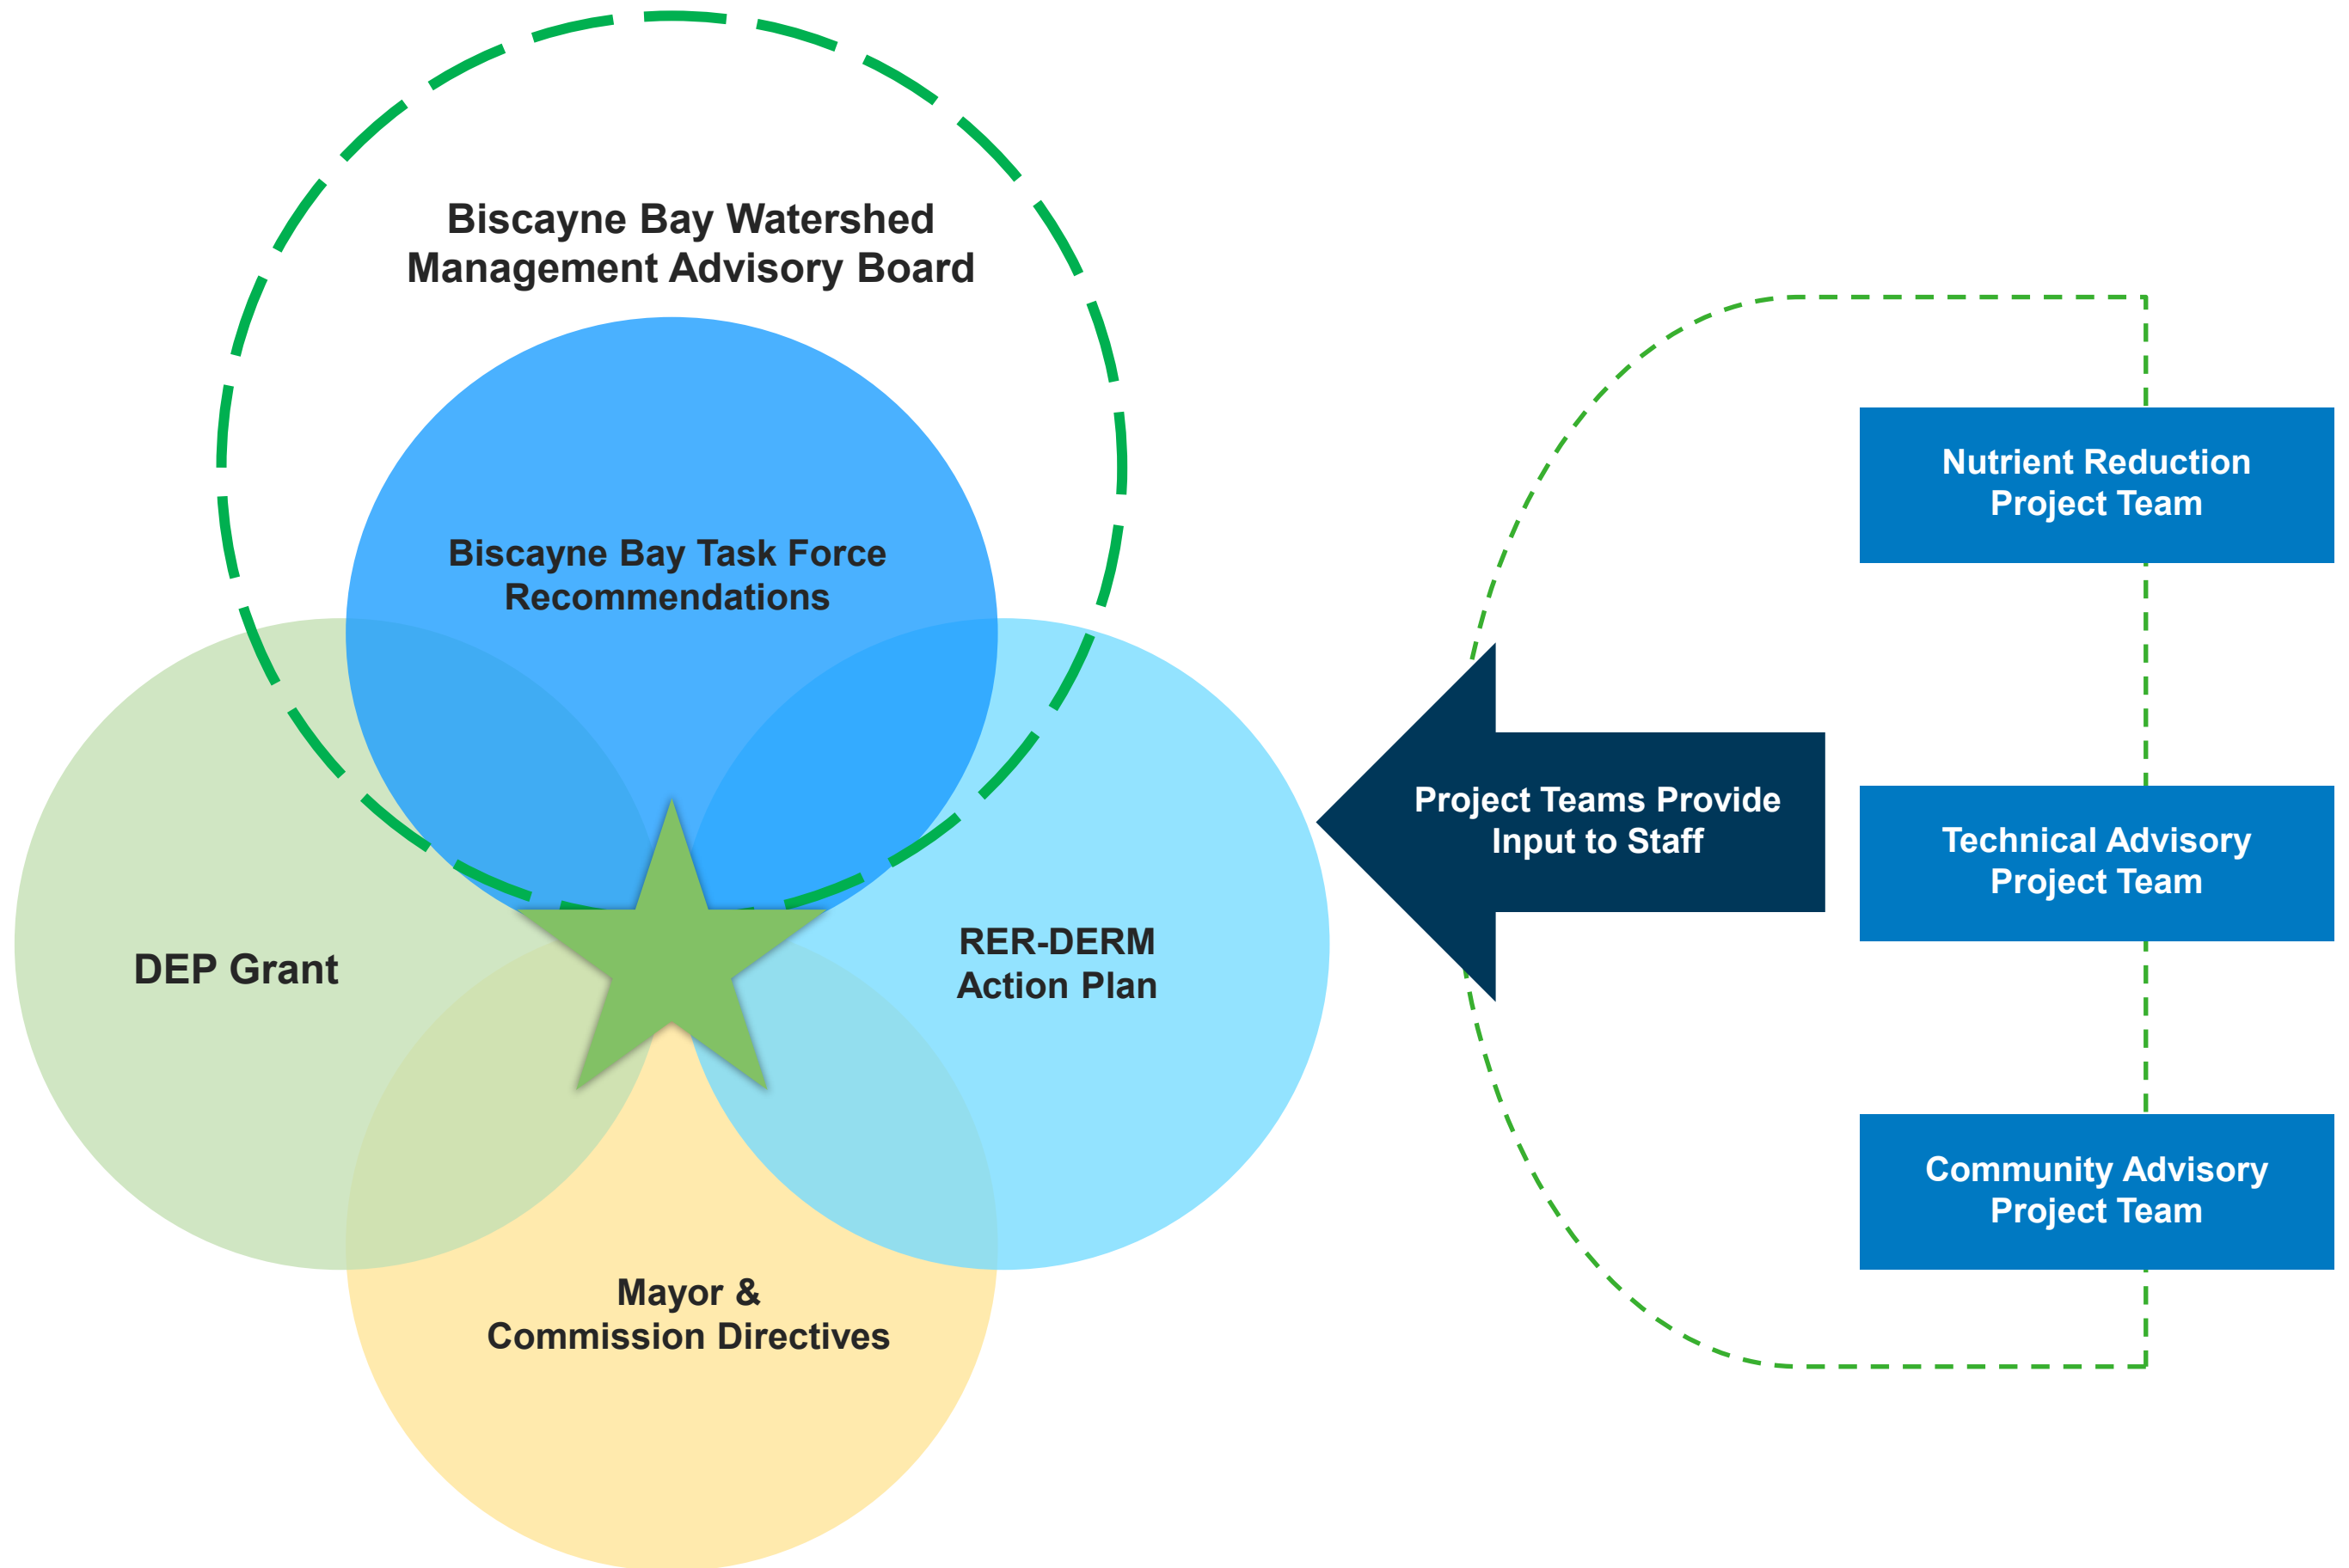 Biscayne Bay Watershed
Management Advisory Board
Biscayne Bay Task Force
Recommendations
DEP Grant
RER-DERM
Action Plan
Mayor &
Commission Directives
Project Teams Provide
Input to Staff
Nutrient Reduction
Project Team
Technical Advisory
Project Team
Community Advisory
Project Team